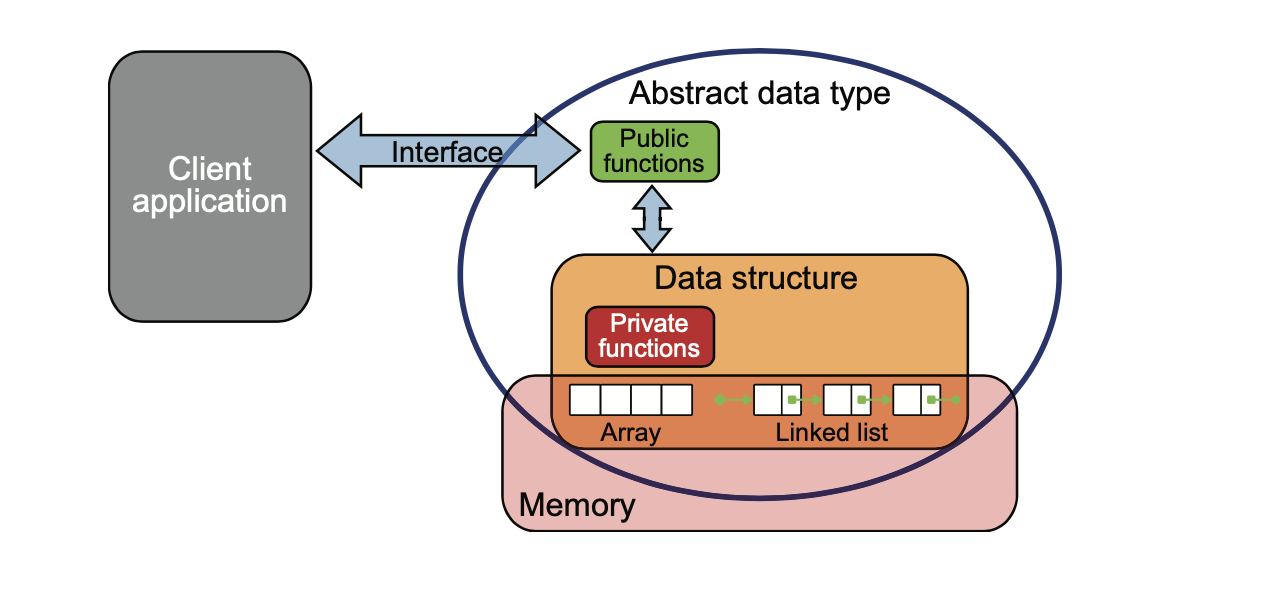 Abstract data type
Client
application
Interface
Public
functions
Data structure
Private
functions
Array
Linked list
Memory